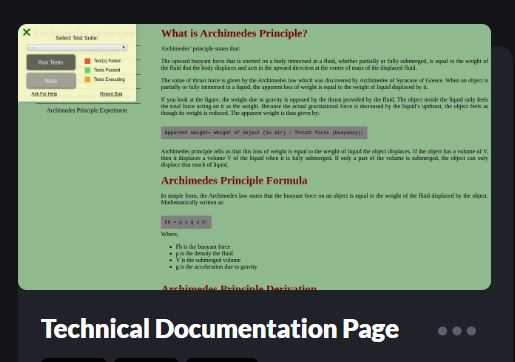 Select Test Suite:
Run Tests
Tests
Test(s) Failed
Tests Passed
Tests Executing
Ask For Help
Report Bug
Archimedes Principle Experiment
What is Archimedes Principle?
Archimedes' principle states that:
The upward buoyant force that is exerted on a body immersed in a fluid, whether partially or fully submerged, is equal to the weight of
the fluid that the body displaces and acts in the upward direction at the center of mass of the displaced fluid.
The value of thrust force is given by the Archimedes law which was discovered by Archimedes of Syracuse of Greece. When an object is
partially or fully immersed in a liquid, the apparent loss of weight is equal to the weight of liquid displaced by it.
If you look at the figure, the weight due to gravity is opposed by the thrust provided by the fluid. The object inside the liquid only feels
the total force acting on it as the weight. Because the actual gravitational force is decreased by the liquid's upthrust, the object feels as
though its weight is reduced. The apparent weight is thus given by:
Apparent weight= Weight of object (in air) - Thrust force (buoyancy);
Archimedes principle tells us that this loss of weight is equal to the weight of liquid the object displaces. If the object has a volume of V,
then it displaces a volume V of the liquid when it is fully submerged. If only a part of the volume is submerged, the object can only
displace that much of liquid.
Archimedes Principle Formula
In simple form, the Archimedes law states that the buoyant force on an object is equal to the weight of the fluid displaced by the object.
Mathematically written as:
Fb = ρ x g x V;
Where,
Fb is the buoyant force
ρ is the density the fluid
V is the submerged volume
g is the acceleration due to gravity
Archimedes Principle Derivation
Technical Documentation Page